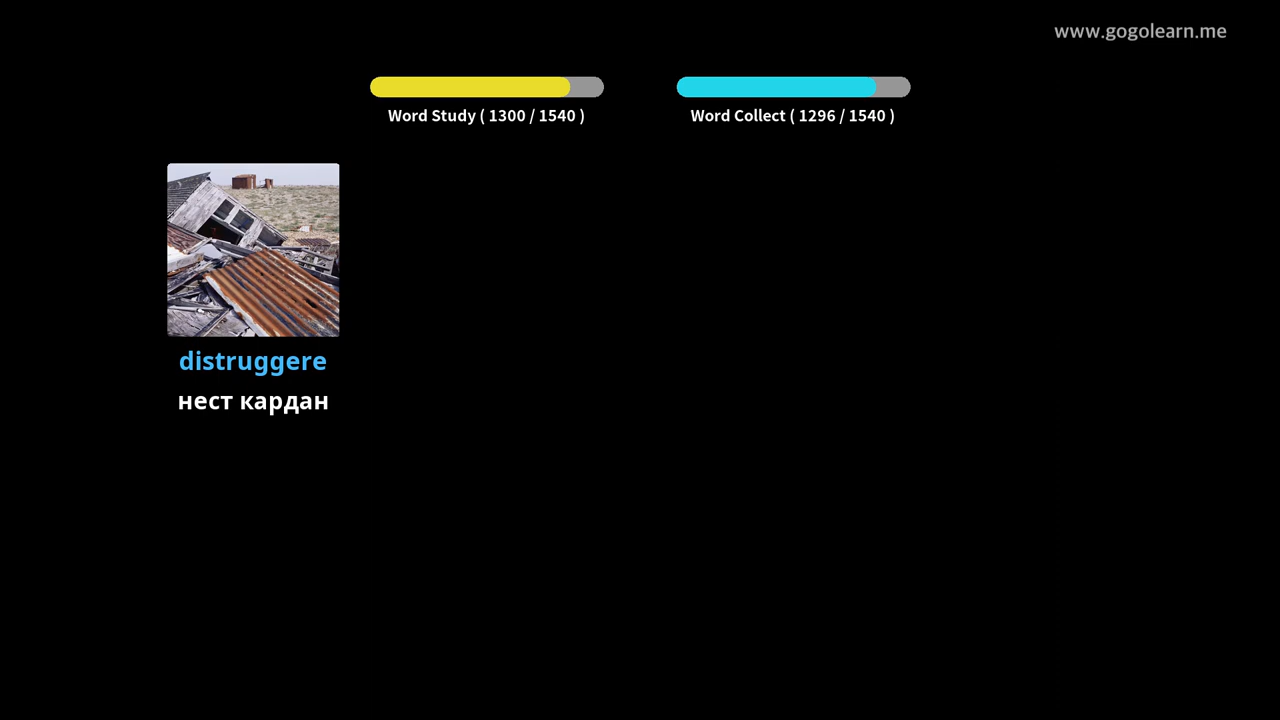 www.gogolearn.me
Word Study ( 1300 / 1540 )
Word Collect ( 1296 / 1540 )
distruggere
нест кардан